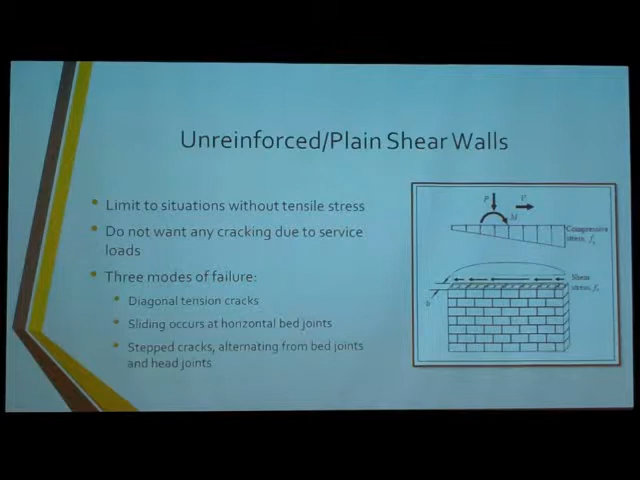 Unreinforced/Plain Shear Walls
Limit to situations without tensile stress
Do not want any cracking due to service
loads
Three modes of failure:
Diagonal tension cracks
Sliding occurs at horizontal bed joints
Stepped cracks, alternating from bed joints
and head joints
P
V
M
Compressive
stress, f
Shear
stress, f
b